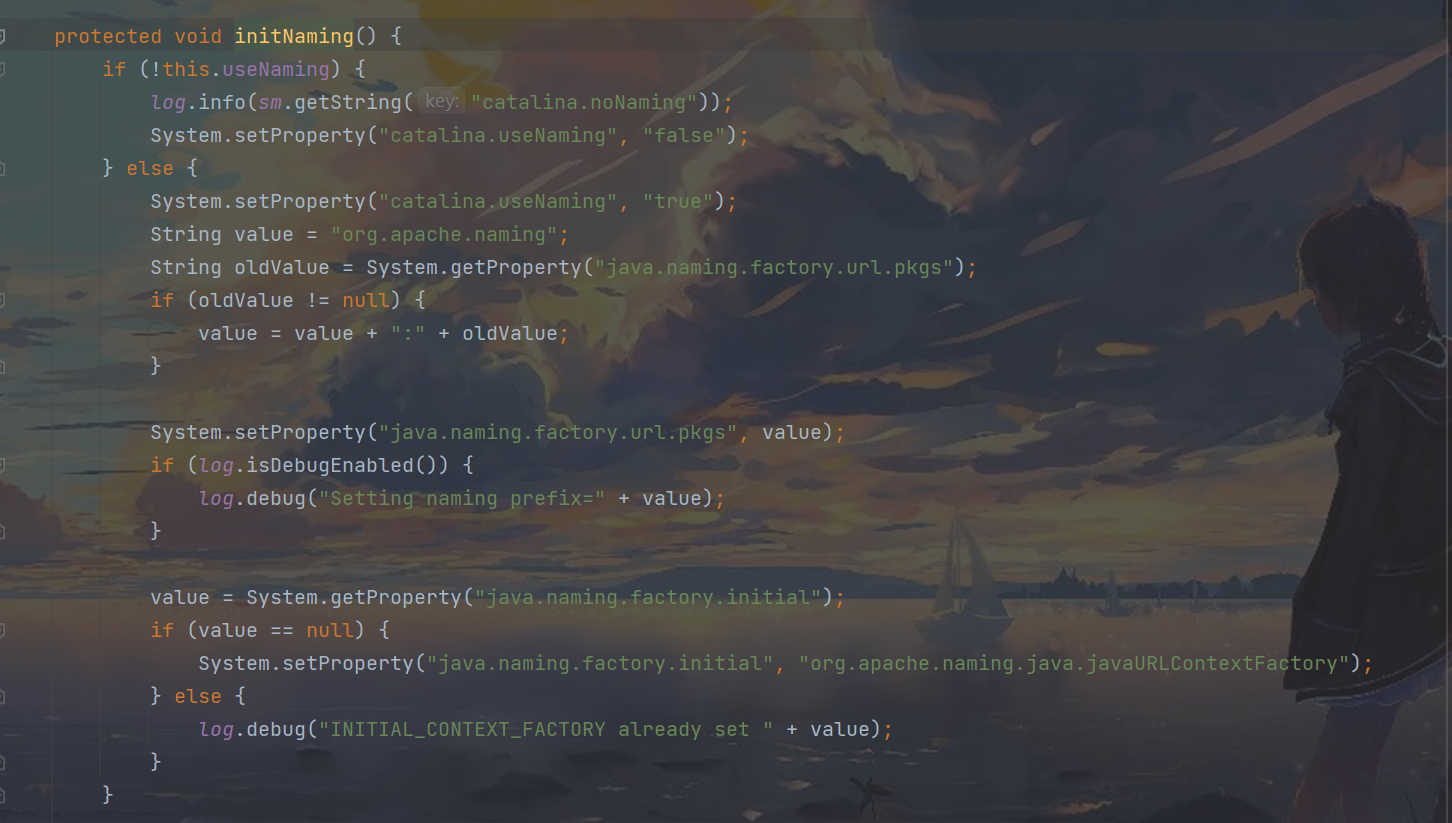 protected void initNaming() {
if (!this.useNaming) {
log.info(sm.getString( key: "catalina.noNaming"));
System.setProperty("catalina.useNaming", "false");
} else {
System.setProperty("catalina.useNaming", "true");
String value = "org.apache.naming";
String oldValue = System.getProperty("java.naming.factory.url.pkgs");
if (oldValue != null) {
value = value + ":" + oldValue;
}
System.setProperty("java.naming.factory.url.pkgs", value);
if (log.isDebugEnabled()) {
log.debug("Setting naming prefix=" + value);
}
value = System.getProperty("java.naming.factory.initial");
if (value == null) {
System.setProperty("java.naming.factory.initial", "org.apache.naming.java.javaURLContextFactory");
} else {
log.debug("INITIAL_CONTEXT_FACTORY already set " + value);
}
}